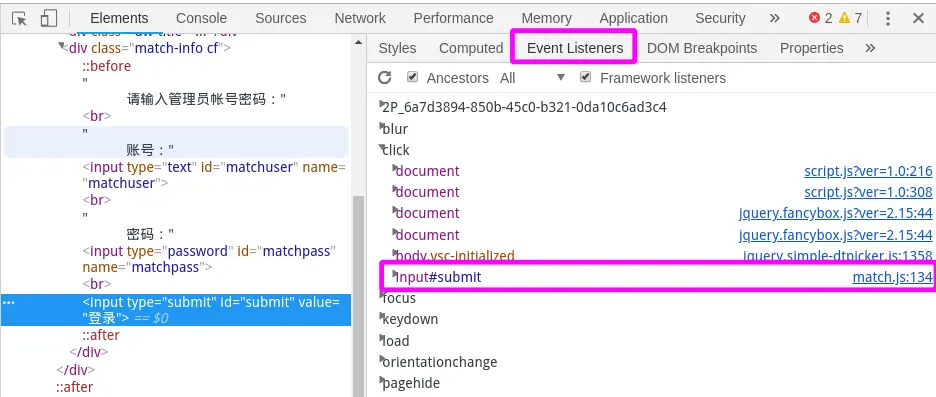 Elements Console Sources Network Performance Memory Application Security » 2 7
<div class="match-info cf">
::before
"
请输入管理员帐号密码："
<br>
"
账号："
<input type="text" id="matchuser" name=
"matchuser">
<br>
"
密码："
<input type="password" id="matchpass"
name="matchpass">
<br>
<input type="submit" id="submit" value=
"登录"> == $0
::after
</div>
</div>
::after
Styles Computed Event Listeners DOM Breakpoints Properties »
Ancestors All Framework listeners
2P_6a7d3894-850b-45c0-b321-0da10c6ad3c4
blur
click
document script.js?ver=1.0:216
document script.js?ver=1.0:308
document jquery.fancybox.js?ver=2.15:44
document jquery.fancybox.js?ver=2.15:44
body.vsc-initialized jquery.simple-dtpicker.js:1358
input#submit match.js:134
focus
keydown
load
orientationchange
pagehide